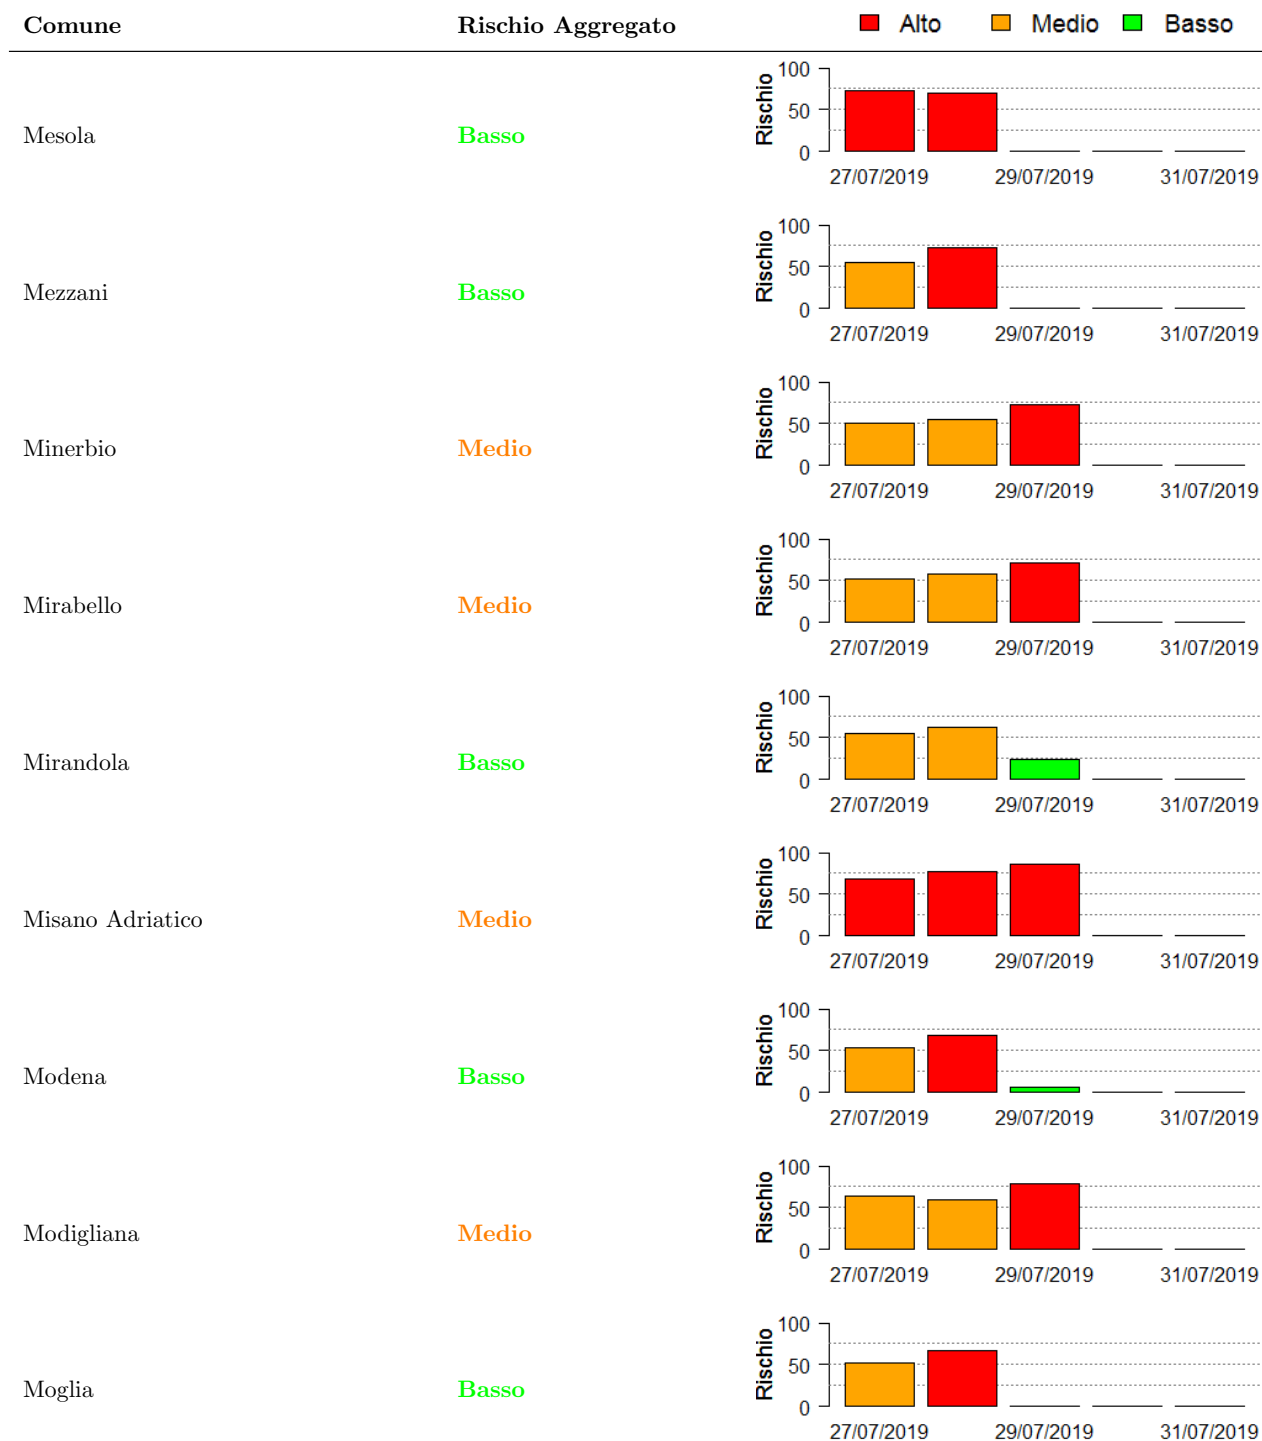 Comune Rischio Aggregato Alto Medio Basso
Mesola Basso Rischio 100 50 0
27/07/2019 29/07/2019 31/07/2019
Mezzani Basso Rischio 100 50 0
27/07/2019 29/07/2019 31/07/2019
Minerbio Medio Rischio 100 50 0
27/07/2019 29/07/2019 31/07/2019
Mirabello Medio Rischio 100 50 0
27/07/2019 29/07/2019 31/07/2019
Mirandola Basso Rischio 100 50 0
27/07/2019 29/07/2019 31/07/2019
Misano Adriatico Medio Rischio 100 50 0
27/07/2019 29/07/2019 31/07/2019
Modena Basso Rischio 100 50 0
27/07/2019 29/07/2019 31/07/2019
Modigliana Medio Rischio 100 50 0
27/07/2019 29/07/2019 31/07/2019
Moglia Basso Rischio 100 50 0
27/07/2019 29/07/2019 31/07/2019